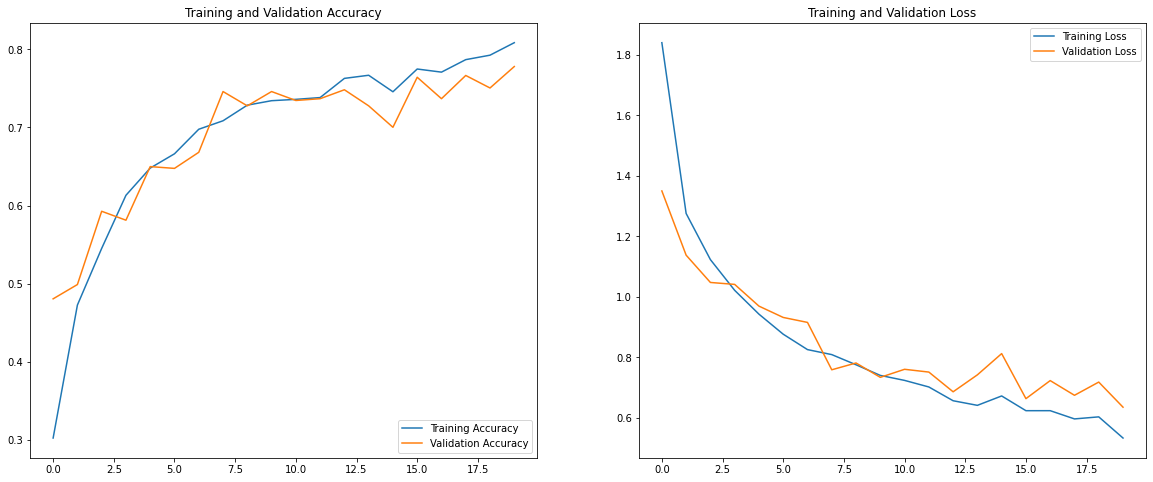 Training and Validation Accuracy
0.8
0.7
0.6
0.5
0.4
0.3
0.0 2.5 5.0 7.5 10.0 12.5 15.0 17.5
Training Accuracy
Validation Accuracy
Training and Validation Loss
1.8
1.6
1.4
1.2
1.0
0.8
0.6
0.0 2.5 5.0 7.5 10.0 12.5 15.0 17.5
Training Loss
Validation Loss